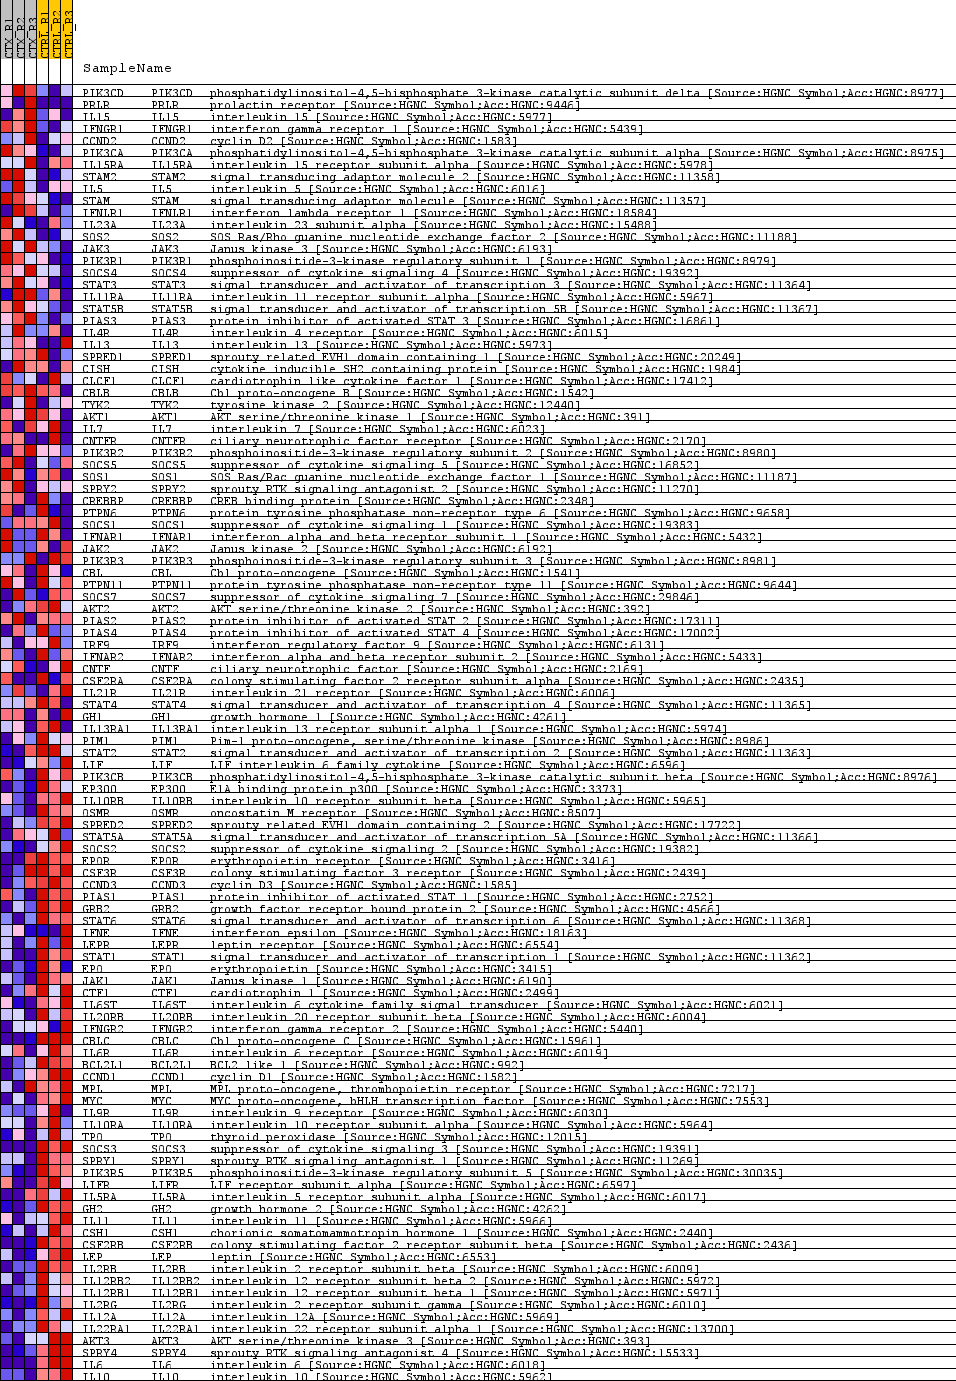 CTX_R1
CTX_R2
CTX_R3
CTRL_R1
CTRL_R2
CTRL_R3
SampleName
PIK3CD PIK3CD phosphatidylinositol-4,5-bisphosphate 3-kinase catalytic subunit delta [Source:HGNC Symbol;Acc:HGNC:8977]
PRLR PRLR prolactin receptor [Source:HGNC Symbol;Acc:HGNC:9446]
IL15 IL15 interleukin 15 [Source:HGNC Symbol;Acc:HGNC:5977]
IFNGR1 IFNGR1 interferon gamma receptor 1 [Source:HGNC Symbol;Acc:HGNC:5439]
CCND2 CCND2 cyclin D2 [Source:HGNC Symbol;Acc:HGNC:1583]
PIK3CA PIK3CA phosphatidylinositol-4,5-bisphosphate 3-kinase catalytic subunit alpha [Source:HGNC Symbol;Acc:HGNC:8975]
IL15RA IL15RA interleukin 15 receptor subunit alpha [Source:HGNC Symbol;Acc:HGNC:5978]
STAM2 STAM2 signal transducing adaptor molecule 2 [Source:HGNC Symbol;Acc:HGNC:11358]
IL5 IL5 interleukin 5 [Source:HGNC Symbol;Acc:HGNC:6016]
STAM STAM signal transducing adaptor molecule [Source:HGNC Symbol;Acc:HGNC:11357]
IFNLR1 IFNLR1 interferon lambda receptor 1 [Source:HGNC Symbol;Acc:HGNC:18584]
IL23A IL23A interleukin 23 subunit alpha [Source:HGNC Symbol;Acc:HGNC:15488]
SOS2 SOS2 SOS Ras/Rho guanine nucleotide exchange factor 2 [Source:HGNC Symbol;Acc:HGNC:11188]
JAK3 JAK3 Janus kinase 3 [Source:HGNC Symbol;Acc:HGNC:6193]
PIK3R1 PIK3R1 phosphoinositide-3-kinase regulatory subunit 1 [Source:HGNC Symbol;Acc:HGNC:8979]
SOCS4 SOCS4 suppressor of cytokine signaling 4 [Source:HGNC Symbol;Acc:HGNC:19392]
STAT3 STAT3 signal transducer and activator of transcription 3 [Source:HGNC Symbol;Acc:HGNC:11364]
IL11RA IL11RA interleukin 11 receptor subunit alpha [Source:HGNC Symbol;Acc:HGNC:5967]
STAT5B STAT5B signal transducer and activator of transcription 5B [Source:HGNC Symbol;Acc:HGNC:11367]
PIAS3 PIAS3 protein inhibitor of activated STAT 3 [Source:HGNC Symbol;Acc:HGNC:16861]
IL4R IL4R interleukin 4 receptor [Source:HGNC Symbol;Acc:HGNC:6015]
IL13 IL13 interleukin 13 [Source:HGNC Symbol;Acc:HGNC:5973]
SPRED1 SPRED1 sprouty related EVH1 domain containing 1 [Source:HGNC Symbol;Acc:HGNC:20249]
CISH CISH cytokine inducible SH2 containing protein [Source:HGNC Symbol;Acc:HGNC:1984]
CLCF1 CLCF1 cardiotrophin like cytokine factor 1 [Source:HGNC Symbol;Acc:HGNC:17412]
CBLB CBLB Cbl proto-oncogene B [Source:HGNC Symbol;Acc:HGNC:1542]
TYK2 TYK2 tyrosine kinase 2 [Source:HGNC Symbol;Acc:HGNC:12440]
AKT1 AKT1 AKT serine/threonine kinase 1 [Source:HGNC Symbol;Acc:HGNC:391]
IL7 IL7 interleukin 7 [Source:HGNC Symbol;Acc:HGNC:6023]
CNTFR CNTFR ciliary neurotrophic factor receptor [Source:HGNC Symbol;Acc:HGNC:2170]
PIK3R2 PIK3R2 phosphoinositide-3-kinase regulatory subunit 2 [Source:HGNC Symbol;Acc:HGNC:8980]
SOCS5 SOCS5 suppressor of cytokine signaling 5 [Source:HGNC Symbol;Acc:HGNC:16852]
SOS1 SOS1 SOS Ras/Rac guanine nucleotide exchange factor 1 [Source:HGNC Symbol;Acc:HGNC:11187]
SPRY2 SPRY2 sprouty RTK signaling antagonist 2 [Source:HGNC Symbol;Acc:HGNC:11270]
CREBBP CREBBP CREB binding protein [Source:HGNC Symbol;Acc:HGNC:2348]
PTPN6 PTPN6 protein tyrosine phosphatase non-receptor type 6 [Source:HGNC Symbol;Acc:HGNC:9658]
SOCS1 SOCS1 suppressor of cytokine signaling 1 [Source:HGNC Symbol;Acc:HGNC:19383]
IFNAR1 IFNAR1 interferon alpha and beta receptor subunit 1 [Source:HGNC Symbol;Acc:HGNC:5432]
JAK2 JAK2 Janus kinase 2 [Source:HGNC Symbol;Acc:HGNC:6192]
PIK3R3 PIK3R3 phosphoinositide-3-kinase regulatory subunit 3 [Source:HGNC Symbol;Acc:HGNC:8981]
CBL CBL Cbl proto-oncogene [Source:HGNC Symbol;Acc:HGNC:1541]
PTPN11 PTPN11 protein tyrosine phosphatase non-receptor type 11 [Source:HGNC Symbol;Acc:HGNC:9644]
SOCS7 SOCS7 suppressor of cytokine signaling 7 [Source:HGNC Symbol;Acc:HGNC:29846]
AKT2 AKT2 AKT serine/threonine kinase 2 [Source:HGNC Symbol;Acc:HGNC:392]
PIAS2 PIAS2 protein inhibitor of activated STAT 2 [Source:HGNC Symbol;Acc:HGNC:17311]
PIAS4 PIAS4 protein inhibitor of activated STAT 4 [Source:HGNC Symbol;Acc:HGNC:17002]
IRF9 IRF9 interferon regulatory factor 9 [Source:HGNC Symbol;Acc:HGNC:6131]
IFNAR2 IFNAR2 interferon alpha and beta receptor subunit 2 [Source:HGNC Symbol;Acc:HGNC:5433]
CNTF CNTF ciliary neurotrophic factor [Source:HGNC Symbol;Acc:HGNC:2169]
CSF2RA CSF2RA colony stimulating factor 2 receptor subunit alpha [Source:HGNC Symbol;Acc:HGNC:2435]
IL21R IL21R interleukin 21 receptor [Source:HGNC Symbol;Acc:HGNC:6006]
STAT4 STAT4 signal transducer and activator of transcription 4 [Source:HGNC Symbol;Acc:HGNC:11365]
GH1 GH1 growth hormone 1 [Source:HGNC Symbol;Acc:HGNC:4261]
IL13RA1 IL13RA1 interleukin 13 receptor subunit alpha 1 [Source:HGNC Symbol;Acc:HGNC:5974]
PIM1 PIM1 Pim-1 proto-oncogene, serine/threonine kinase [Source:HGNC Symbol;Acc:HGNC:8986]
STAT2 STAT2 signal transducer and activator of transcription 2 [Source:HGNC Symbol;Acc:HGNC:11363]
LIF LIF LIF interleukin 6 family cytokine [Source:HGNC Symbol;Acc:HGNC:6596]
PIK3CB PIK3CB phosphatidylinositol-4,5-bisphosphate 3-kinase catalytic subunit beta [Source:HGNC Symbol;Acc:HGNC:8976]
EP300 EP300 E1A binding protein p300 [Source:HGNC Symbol;Acc:HGNC:3373]
IL10RB IL10RB interleukin 10 receptor subunit beta [Source:HGNC Symbol;Acc:HGNC:5965]
OSMR OSMR oncostatin M receptor [Source:HGNC Symbol;Acc:HGNC:8507]
SPRED2 SPRED2 sprouty related EVH1 domain containing 2 [Source:HGNC Symbol;Acc:HGNC:17722]
STAT5A STAT5A signal transducer and activator of transcription 5A [Source:HGNC Symbol;Acc:HGNC:11366]
SOCS2 SOCS2 suppressor of cytokine signaling 2 [Source:HGNC Symbol;Acc:HGNC:19382]
EPOR EPOR erythropoietin receptor [Source:HGNC Symbol;Acc:HGNC:3416]
CSF3R CSF3R colony stimulating factor 3 receptor [Source:HGNC Symbol;Acc:HGNC:2439]
CCND3 CCND3 cyclin D3 [Source:HGNC Symbol;Acc:HGNC:1585]
PIAS1 PIAS1 protein inhibitor of activated STAT 1 [Source:HGNC Symbol;Acc:HGNC:2752]
GRB2 GRB2 growth factor receptor bound protein 2 [Source:HGNC Symbol;Acc:HGNC:4566]
STAT6 STAT6 signal transducer and activator of transcription 6 [Source:HGNC Symbol;Acc:HGNC:11368]
IFNE IFNE interferon epsilon [Source:HGNC Symbol;Acc:HGNC:18163]
LEPR LEPR leptin receptor [Source:HGNC Symbol;Acc:HGNC:6554]
STAT1 STAT1 signal transducer and activator of transcription 1 [Source:HGNC Symbol;Acc:HGNC:11362]
EPO EPO erythropoietin [Source:HGNC Symbol;Acc:HGNC:3415]
JAK1 JAK1 Janus kinase 1 [Source:HGNC Symbol;Acc:HGNC:6190]
CTF1 CTF1 cardiotrophin 1 [Source:HGNC Symbol;Acc:HGNC:2499]
IL6ST IL6ST interleukin 6 cytokine family signal transducer [Source:HGNC Symbol;Acc:HGNC:6021]
IL20RB IL20RB interleukin 20 receptor subunit beta [Source:HGNC Symbol;Acc:HGNC:6004]
IFNGR2 IFNGR2 interferon gamma receptor 2 [Source:HGNC Symbol;Acc:HGNC:5440]
CBLC CBLC Cbl proto-oncogene C [Source:HGNC Symbol;Acc:HGNC:15961]
IL6R IL6R interleukin 6 receptor [Source:HGNC Symbol;Acc:HGNC:6019]
BCL2L1 BCL2L1 BCL2 like 1 [Source:HGNC Symbol;Acc:HGNC:992]
CCND1 CCND1 cyclin D1 [Source:HGNC Symbol;Acc:HGNC:1582]
MPL MPL MPL proto-oncogene, thrombopoietin receptor [Source:HGNC Symbol;Acc:HGNC:7217]
MYC MYC MYC proto-oncogene, bHLH transcription factor [Source:HGNC Symbol;Acc:HGNC:7553]
IL9R IL9R interleukin 9 receptor [Source:HGNC Symbol;Acc:HGNC:6030]
IL10RA IL10RA interleukin 10 receptor subunit alpha [Source:HGNC Symbol;Acc:HGNC:5964]
TPO TPO thyroid peroxidase [Source:HGNC Symbol;Acc:HGNC:12015]
SOCS3 SOCS3 suppressor of cytokine signaling 3 [Source:HGNC Symbol;Acc:HGNC:19391]
SPRY1 SPRY1 sprouty RTK signaling antagonist 1 [Source:HGNC Symbol;Acc:HGNC:11269]
PIK3R5 PIK3R5 phosphoinositide-3-kinase regulatory subunit 5 [Source:HGNC Symbol;Acc:HGNC:30035]
LIFR LIFR LIF receptor subunit alpha [Source:HGNC Symbol;Acc:HGNC:6597]
IL5RA IL5RA interleukin 5 receptor subunit alpha [Source:HGNC Symbol;Acc:HGNC:6017]
GH2 GH2 growth hormone 2 [Source:HGNC Symbol;Acc:HGNC:4262]
IL11 IL11 interleukin 11 [Source:HGNC Symbol;Acc:HGNC:5966]
CSH1 CSH1 chorionic somatomammotropin hormone 1 [Source:HGNC Symbol;Acc:HGNC:2440]
CSF2RB CSF2RB colony stimulating factor 2 receptor subunit beta [Source:HGNC Symbol;Acc:HGNC:2436]
LEP LEP leptin [Source:HGNC Symbol;Acc:HGNC:6553]
IL2RB IL2RB interleukin 2 receptor subunit beta [Source:HGNC Symbol;Acc:HGNC:6009]
IL12RB2 IL12RB2 interleukin 12 receptor subunit beta 2 [Source:HGNC Symbol;Acc:HGNC:5972]
IL12RB1 IL12RB1 interleukin 12 receptor subunit beta 1 [Source:HGNC Symbol;Acc:HGNC:5971]
IL2RG IL2RG interleukin 2 receptor subunit gamma [Source:HGNC Symbol;Acc:HGNC:6010]
IL12A IL12A interleukin 12A [Source:HGNC Symbol;Acc:HGNC:5969]
IL22RA1 IL22RA1 interleukin 22 receptor subunit alpha 1 [Source:HGNC Symbol;Acc:HGNC:13700]
AKT3 AKT3 AKT serine/threonine kinase 3 [Source:HGNC Symbol;Acc:HGNC:393]
SPRY4 SPRY4 sprouty RTK signaling antagonist 4 [Source:HGNC Symbol;Acc:HGNC:15533]
IL6 IL6 interleukin 6 [Source:HGNC Symbol;Acc:HGNC:6018]
IL10 IL10 interleukin 10 [Source:HGNC Symbol;Acc:HGNC:5962]